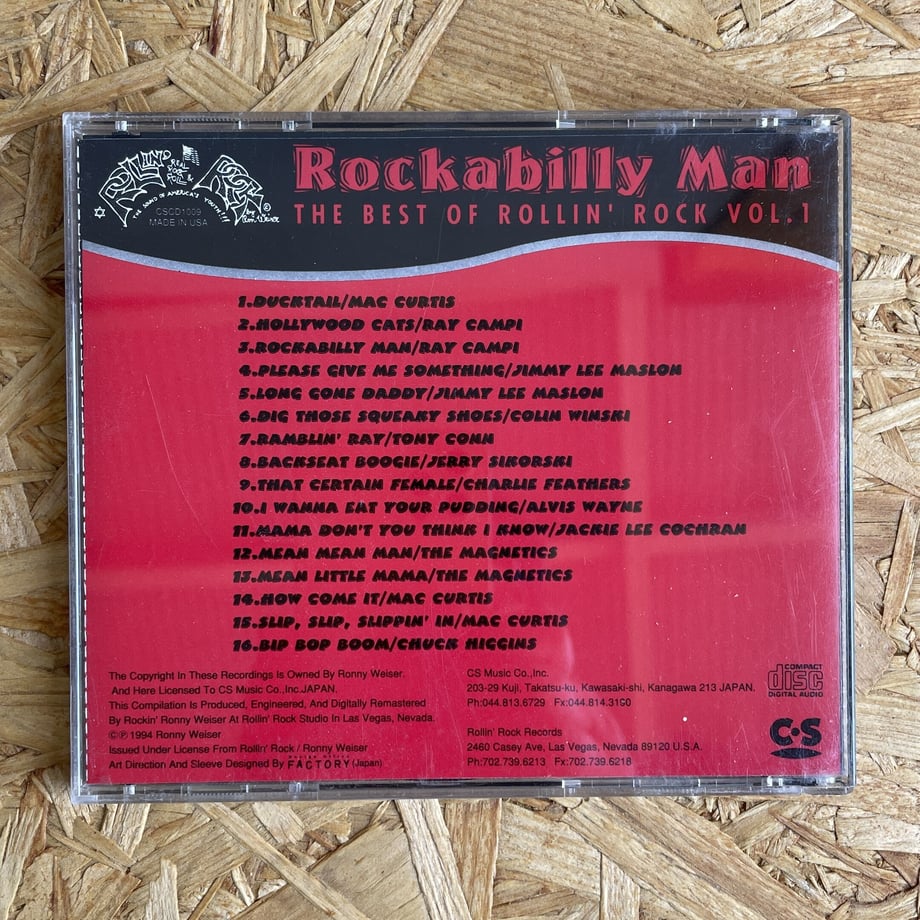 ROLLIN' ROCK
REAL ROCK & ROLL
THE SOUND OF AMERICA'S YOUTH!!!
CSCD1009
MADE IN USA
Rockabilly Man
THE BEST OF ROLLIN' ROCK VOL.1
1.DUCKTAIL/MAC CURTIS
2.HOLLYWOOD CATS/RAY CAMPI
3.ROCKABILLY MAN/RAY CAMPI
4.PLEASE GIVE ME SOMETHING/JIMMY LEE MASLON
5.LONG GONE DADDY/JIMMY LEE MASLON
6.DIG THOSE SQUEAKY SHOES/COLIN WINSKI
7.RAMBLIN' RAY/TONY CONN
8.BACKSEAT BOOGIE/JERRY SIKORSKI
9.THAT CERTAIN FEMALE/CHARLIE FEATHERS
10.I WANNA EAT YOUR PUDDING/ALVIS WAYNE
11.MAMA DON'T YOU THINK I KNOW/JACKIE LEE COCHRAN
12.MEAN MEAN MAN/THE MAGNETICS
13.MEAN LITTLE MAMA/THE MAGNETICS
14.HOW COME IT/MAC CURTIS
15.SLIP, SLIP, SLIPPIN' IN/MAC CURTIS
16.BIP BOP BOOM/CHUCK HIGGINS
The Copyright In These Recordings Is Owned By Ronny Weiser.
And Here Licensed To CS Music Co.,Inc.JAPAN.
This Compilation Is Produced, Engineered, And Digitally Remastered
By Rockin' Ronny Weiser At Rollin' Rock Studio In Las Vegas, Nevada.
©℗ 1994 Ronny Weiser
Issued Under License From Rollin' Rock / Ronny Weiser
Art Direction And Sleeve Designed By FACTORY (Japan)
CS Music Co.,Inc.
203-29 Kuji, Takatsu-ku, Kawasaki-shi, Kanagawa 213 JAPAN.
Ph:044.813.6729 Fx:044.814.3190
Rollin' Rock Records
2460 Casey Ave, Las Vegas, Nevada 89120 U.S.A.
Ph:702.739.6213 Fx:702.739.6218
COMPACT
disc
DIGITAL AUDIO
C•S